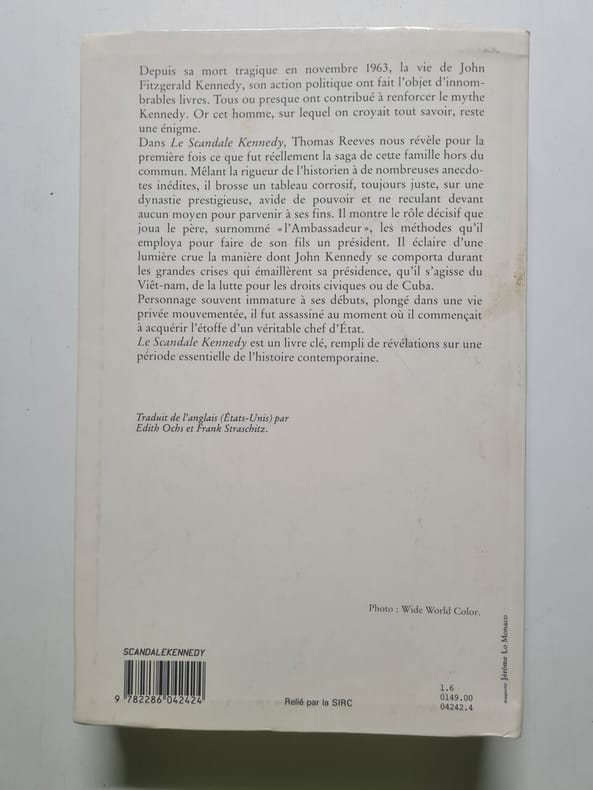 Depuis sa mort tragique en novembre 1963, la vie de John
Fitzgerald Kennedy, son action politique ont fait l'objet d'innom-
brables livres. Tous ou presque ont contribué à renforcer le mythe
Kennedy. Or cet homme, sur lequel on croyait tout savoir, reste
une énigme.
Dans Le Scandale Kennedy, Thomas Reeves nous révèle pour la
première fois ce que fut réellement la saga de cette famille hors du
commun. Mêlant la rigueur de l'historien à de nombreuses anecdo-
tes inédites, il brosse un tableau corrosif, toujours juste, sur une
dynastie prestigieuse, avide de pouvoir et ne reculant devant
aucun moyen pour parvenir à ses fins. Il montre le rôle décisif que
joua le père, surnommé «l'Ambassadeur», les méthodes qu'il
employa pour faire de son fils un président. Il éclaire d'une
lumière crue la manière dont John Kennedy se comporta durant
les grandes crises qui émaillèrent sa présidence, qu'il s'agisse du
Viêt-nam, de la lutte pour les droits civiques ou de Cuba.
Personnage souvent immature à ses débuts, plongé dans une vie
privée mouvementée, il fut assassiné au moment où il commençait
à acquérir l'étoffe d'un véritable chef d'État.
Le Scandale Kennedy est un livre clé, rempli de révélations sur une
période essentielle de l'histoire contemporaine.
Traduit de l'anglais (États-Unis) par
Edith Ochs et Frank Straschitz.
Photo : Wide World Color.
maquette Jérôme Lo Monaco
SCANDALEKENNEDY
9 782286 042424
Relié par la SIRC
1.6
0149.00
04242.4